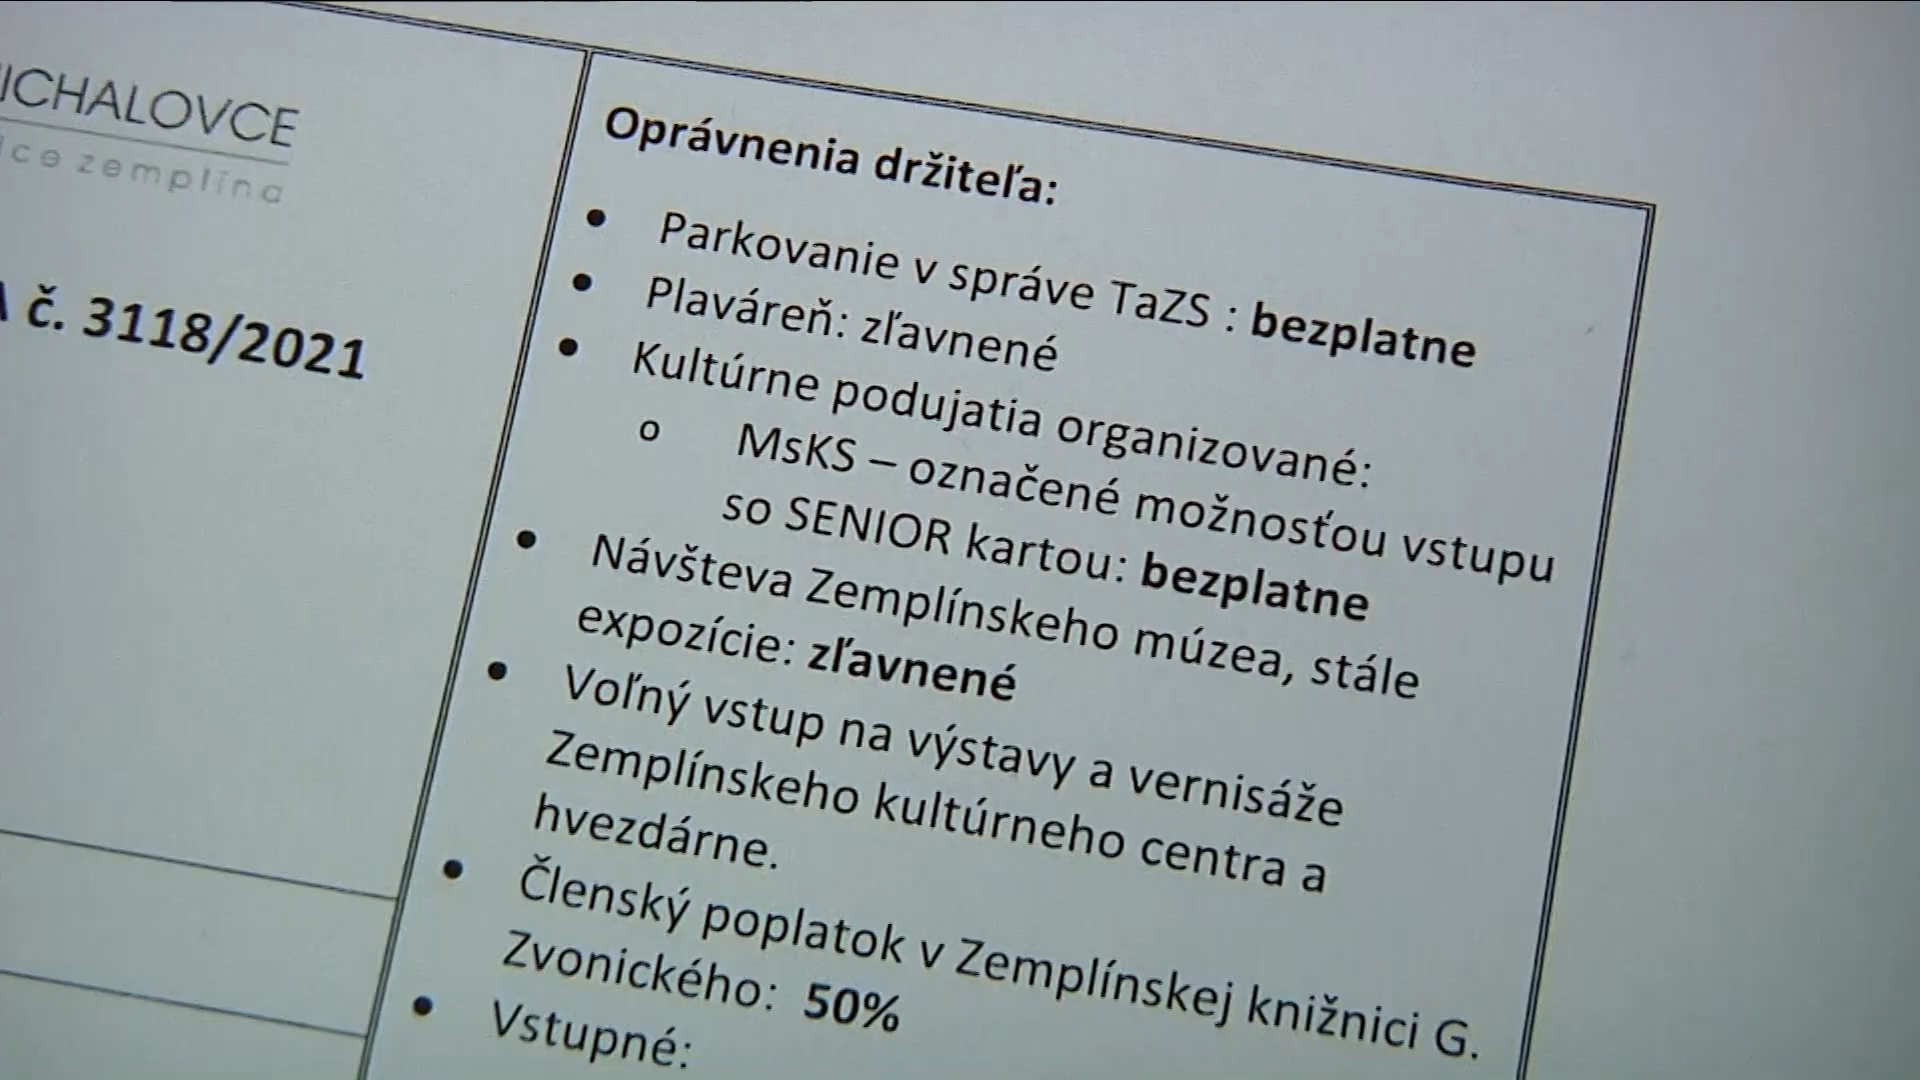 ICHALOVCE
ce zemplína
č. 3118/2021
Oprávnenia držiteľa:
• Parkovanie v správe TaZS : bezplatne
• Plaváreň: zľavnené
• Kultúrne podujatia organizované:
o MsKS – označené možnosťou vstupu
so SENIOR kartou: bezplatne
• Návšteva Zemplínskeho múzea, stále
expozície: zľavnené
• Voľný vstup na výstavy a vernisáže
Zemplínskeho kultúrneho centra a
hvezdárne.
• Členský poplatok v Zemplínskej knižnici G.
Zvonického: 50%
• Vstupné: